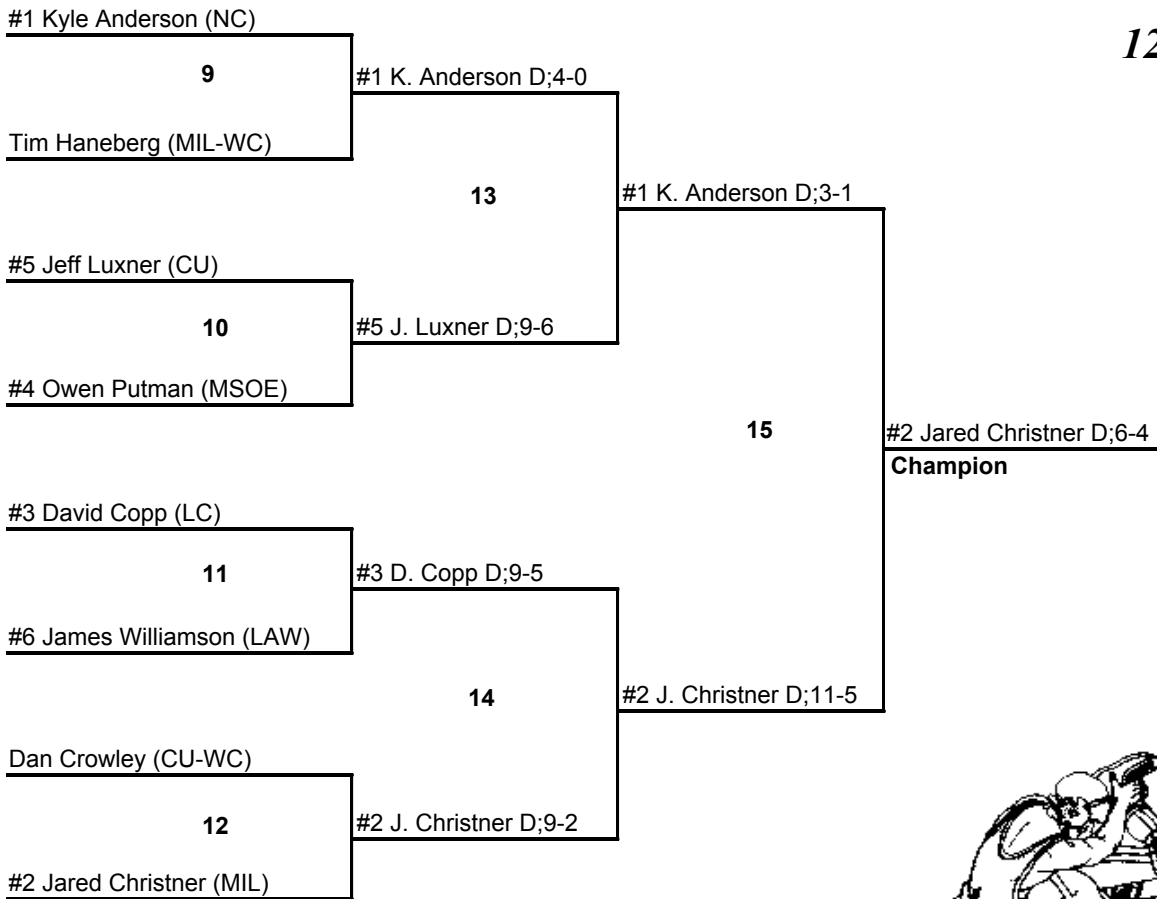 #1 Kyle Anderson (NC)
12
9
#1 K. Anderson D;4-0
Tim Haneberg (MIL-WC)
13
#1 K. Anderson D;3-1
#5 Jeff Luxner (CU)
10
#5 J. Luxner D;9-6
#4 Owen Putman (MSOE)
15
#2 Jared Christner D;6-4
Champion
#3 David Copp (LC)
11
#3 D. Copp D;9-5
#6 James Williamson (LAW)
14
#2 J. Christner D;11-5
Dan Crowley (CU-WC)
12
#2 J. Christner D;9-2
#2 Jared Christner (MIL)